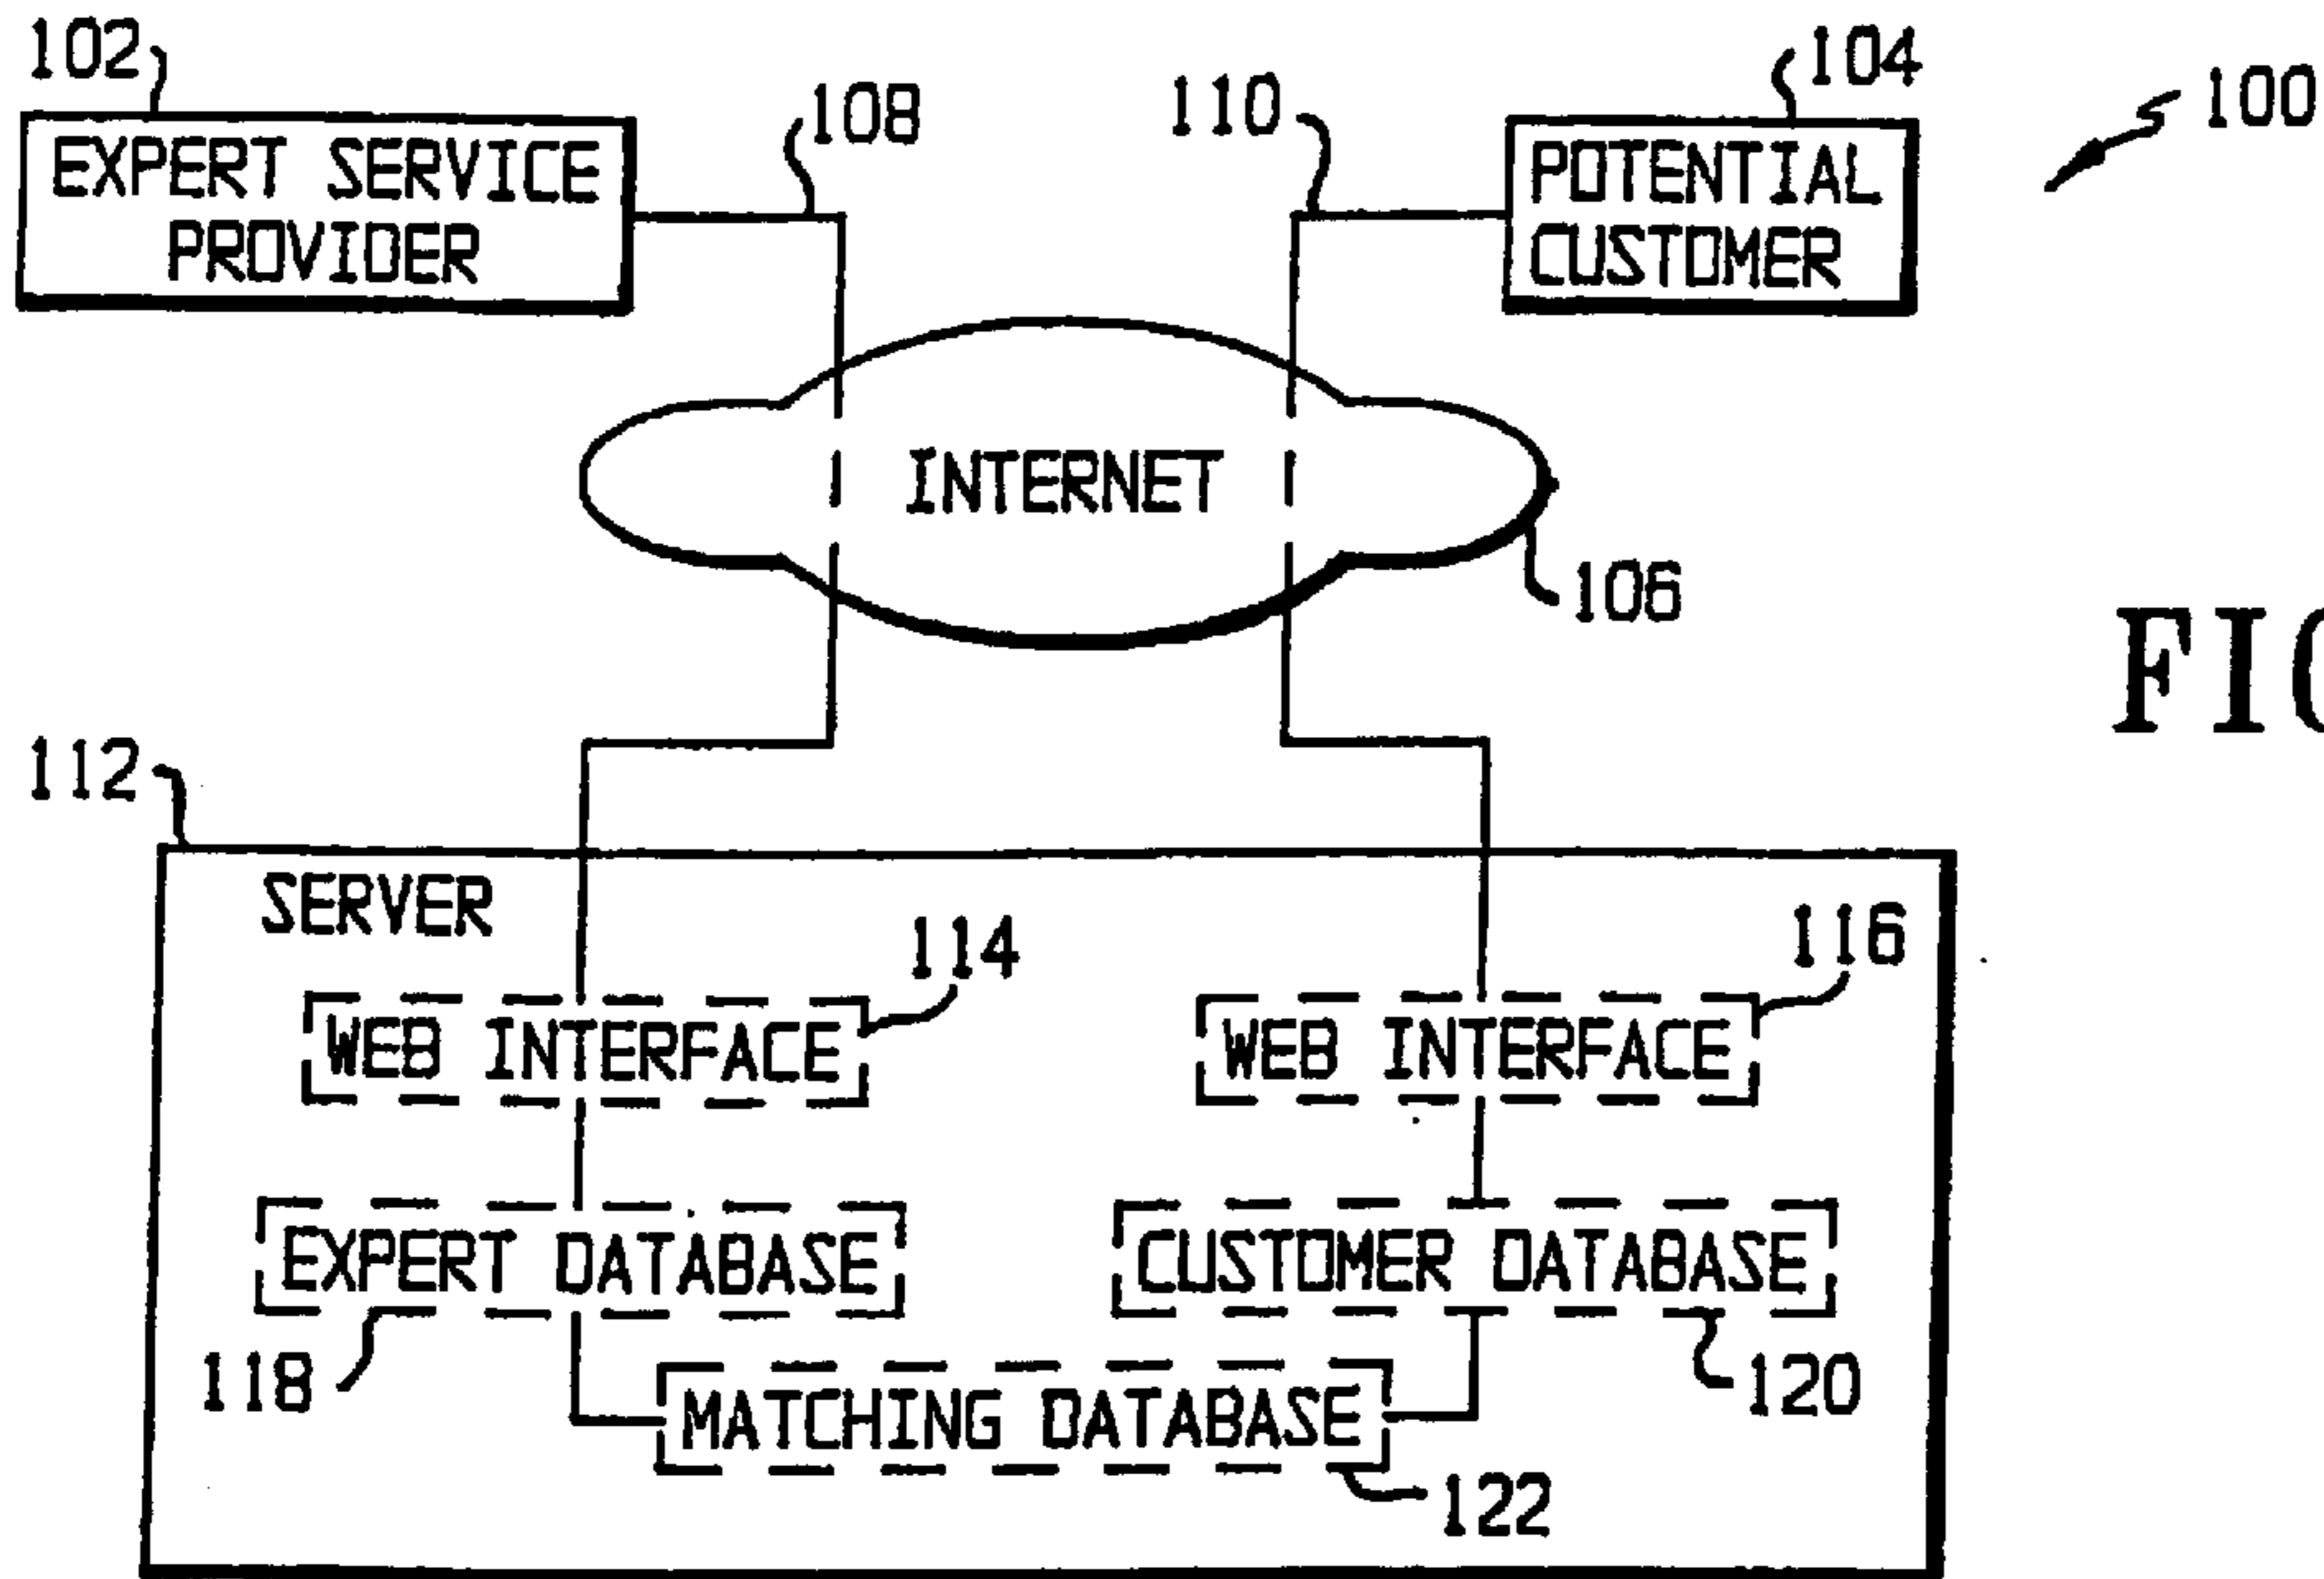 102
104
100
108
110
EXPERT SERVICE
PROVIDER
POTENTIAL
CUSTOMER
INTERNET
106
112
SERVER
114
116
WEB INTERFACE
WEB INTERFACE
EXPERT DATABASE
CUSTOMER DATABASE
118
120
MATCHING DATABASE
122